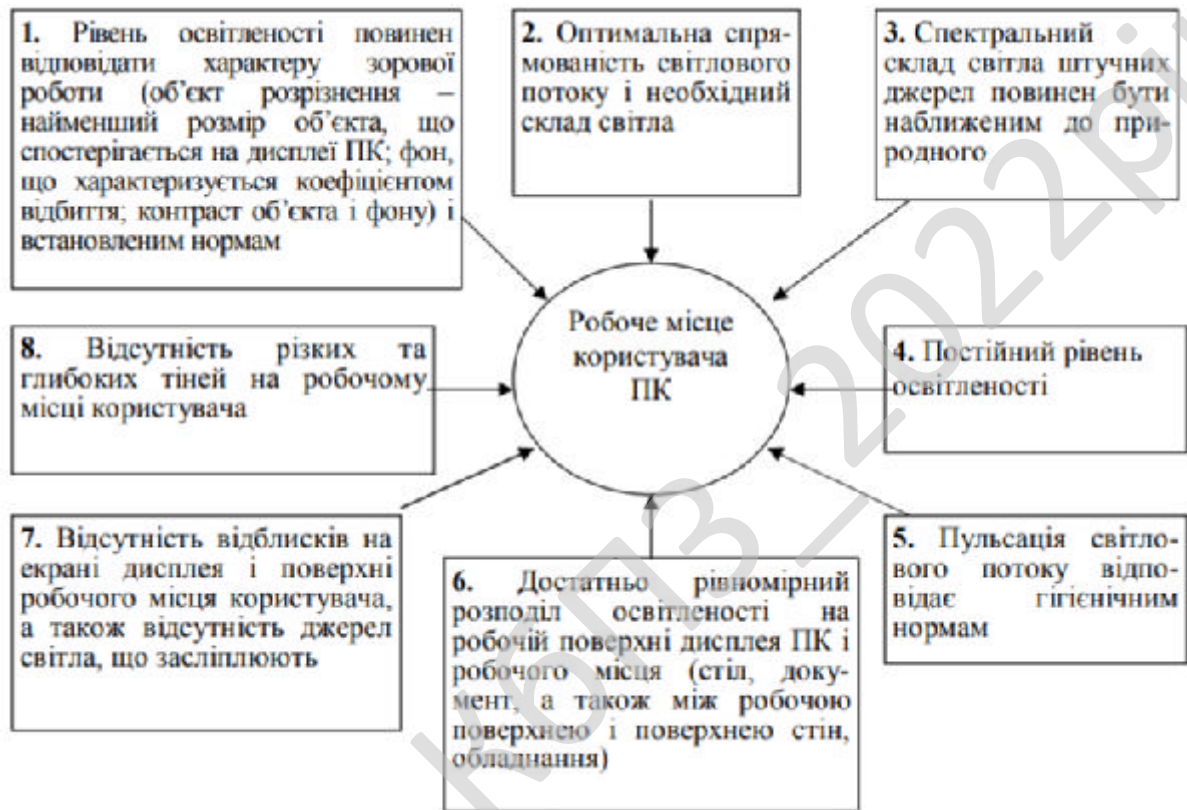 1. Рівень освітленості повинен
відповідати характеру зорової
роботи (об’єкт розрізнення –
найменший розмір об’єкта, що
спостерігається на дисплеї ПК; фон,
що характеризується коефіцієнтом
відбиття; контраст об’єкта і фону) і
встановленим нормам
2. Оптимальна спря-
мованість світлового
потоку і необхідний
склад світла
3. Спектральний
склад світла штучних
джерел повинен бути
наближеним до при-
родного
Робоче місце
користувача
ПК
8. Відсутність різких та
глибоких тіней на робочому
місці користувача
4. Постійний рівень
освітленості
7. Відсутність відблисків на
екрані дисплея і поверхні
робочого місця користувача,
а також відсутність джерел
світла, що засліплюють
6. Достатньо рівномірний
розподіл освітленості на
робочій поверхні дисплея ПК і
робочого місця (стіл, доку-
мент, а також між робочою
поверхнею і поверхнею стін,
обладнання)
5. Пульсація світло-
вого потоку відпо-
відає гігієнічним
нормам